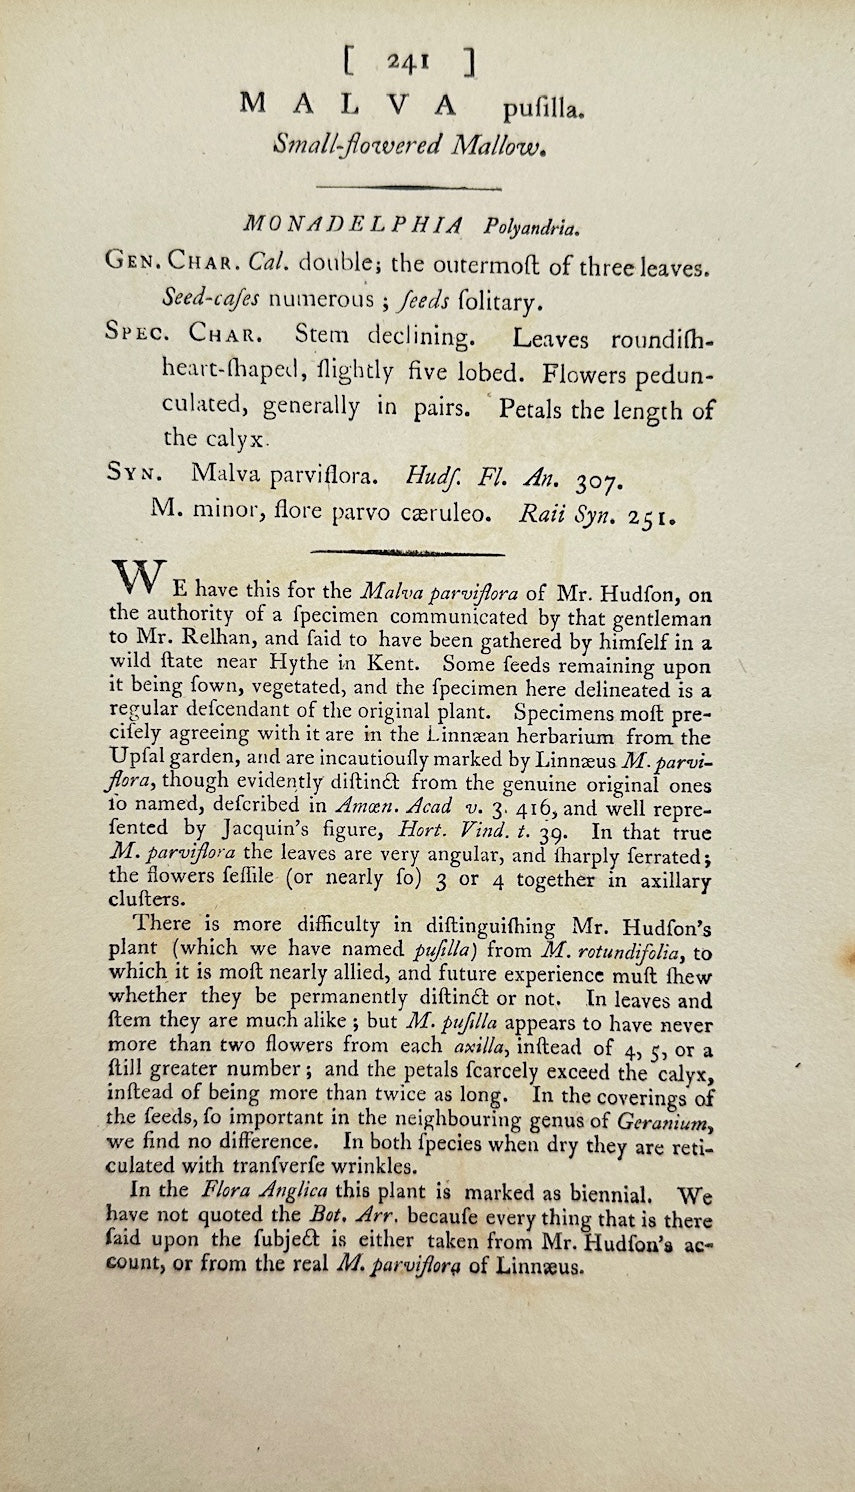 [ 241 ]
MALVA puſilla.
Small-flowered Mallow.
MONADELPHIA Polyandria.
GEN. CHAR. Cal. double; the outermoſt of three leaves.
Seed-caſes numerous ; ſeeds ſolitary.
SPEC. CHAR. Stem declining. Leaves roundiſh-
heart-ſhaped, ſlightly five lobed. Flowers pedun-
culated, generally in pairs. Petals the length of
the calyx.
SYN. Malva parviflora. Hudſ. Fl. An. 307.
M. minor, flore parvo cæruleo. Raii Syn. 251.
WE have this for the Malva parviflora of Mr. Hudſon, on
the authority of a ſpecimen communicated by that gentleman
to Mr. Relhan, and ſaid to have been gathered by himſelf in a
wild ſtate near Hythe in Kent. Some ſeeds remaining upon
it being ſown, vegetated, and the ſpecimen here delineated is a
regular deſcendant of the original plant. Specimens moſt pre-
ciſely agreeing with it are in the Linnæan herbarium from the
Upſal garden, and are incautiouſly marked by Linnæus M. parvi-
flora, though evidently diſtinct from the genuine original ones
ſo named, deſcribed in Amœn. Acad v. 3. 416, and well repre-
ſented by Jacquin's figure, Hort. Vind. t. 39. In that true
M. parviflora the leaves are very angular, and ſharply ſerrated;
the flowers ſeſſile (or nearly ſo) 3 or 4 together in axillary
cluſters.
There is more difficulty in diſtinguiſhing Mr. Hudſon's
plant (which we have named puſilla) from M. rotundifolia, to
which it is moſt nearly allied, and future experience muſt ſhew
whether they be permanently diſtinct or not. In leaves and
ſtem they are much alike ; but M. puſilla appears to have never
more than two flowers from each axilla, inſtead of 4, 5, or a
ſtill greater number ; and the petals ſcarcely exceed the calyx,
inſtead of being more than twice as long. In the coverings of
the ſeeds, ſo important in the neighbouring genus of Geranium,
we find no difference. In both ſpecies when dry they are reti-
culated with tranſverſe wrinkles.
In the Flora Anglica this plant is marked as biennial. We
have not quoted the Bot. Arr. becauſe every thing that is there
ſaid upon the ſubject is either taken from Mr. Hudſon's ac-
count, or from the real M. parviflora of Linnæus.